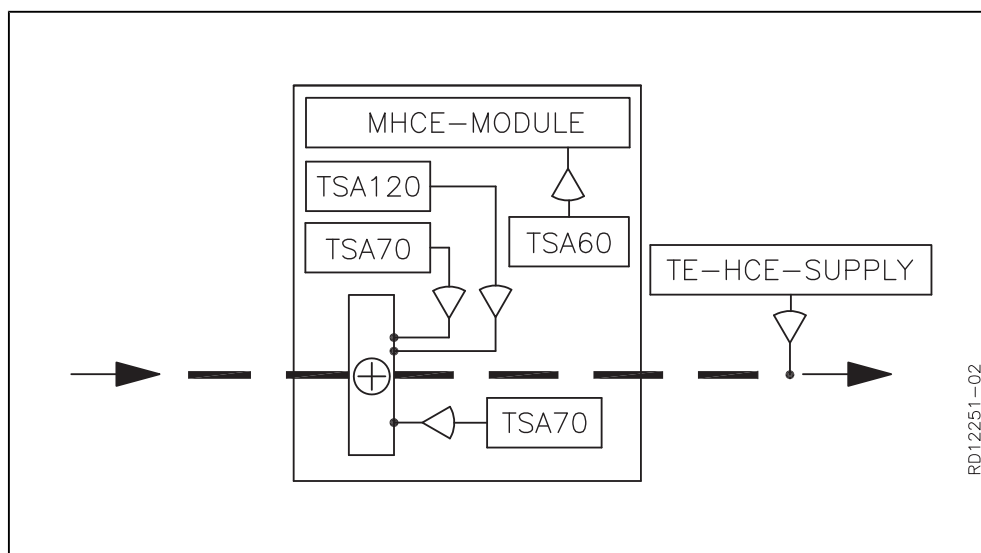 MHCE-MODULE
TSA120
TSA70
TSA60
TE-HCE-SUPPLY
TSA70
RD12251-02